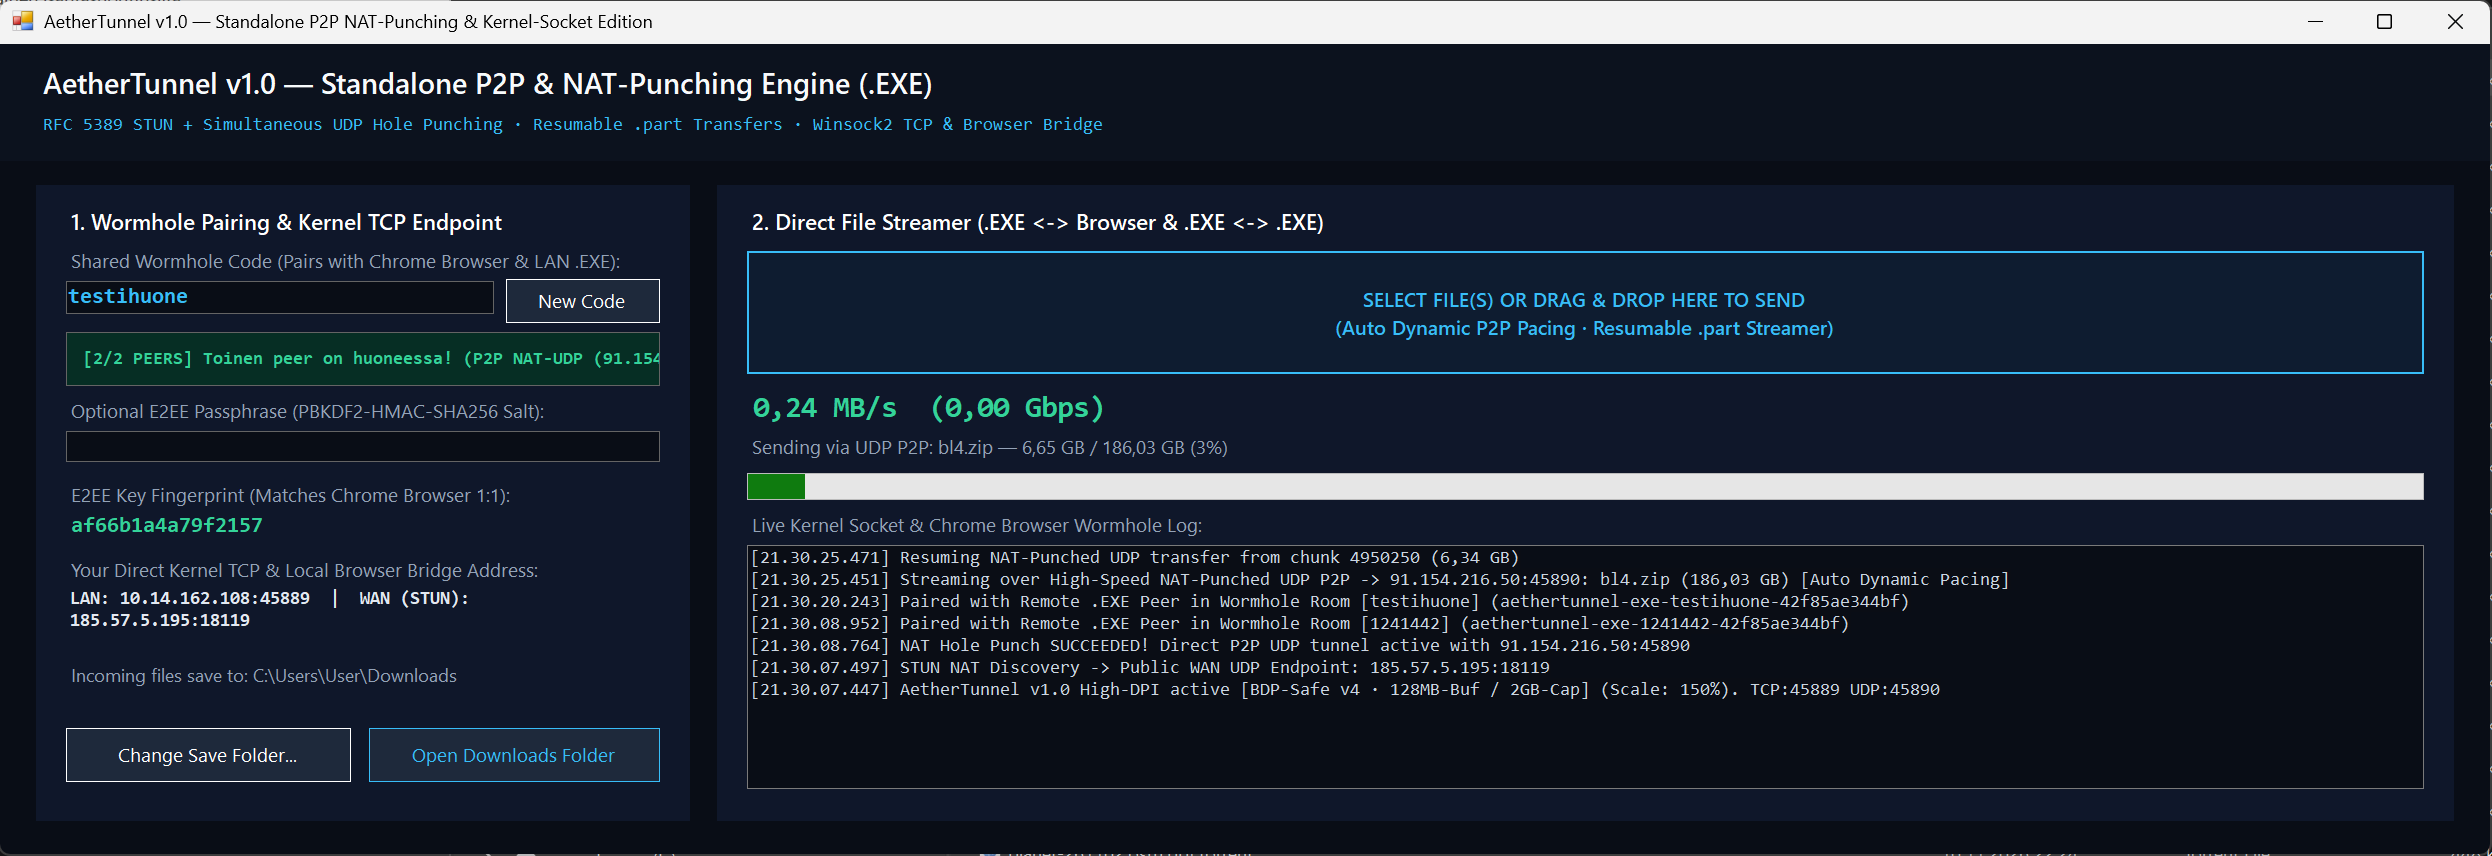 AetherTunnel v1.0 — Standalone P2P NAT-Punching & Kernel-Socket Edition
AetherTunnel v1.0 — Standalone P2P & NAT-Punching Engine (.EXE)
RFC 5389 STUN + Simultaneous UDP Hole Punching · Resumable .part Transfers · Winsock2 TCP & Browser Bridge
1. Wormhole Pairing & Kernel TCP Endpoint
Shared Wormhole Code (Pairs with Chrome Browser & LAN .EXE):
testihuone
New Code
[2/2 PEERS] Toinen peer on huoneessa! (P2P NAT-UDP (91.154
Optional E2EE Passphrase (PBKDF2-HMAC-SHA256 Salt):
E2EE Key Fingerprint (Matches Chrome Browser 1:1):
af66b1a4a79f2157
Your Direct Kernel TCP & Local Browser Bridge Address:
LAN: 10.14.162.108:45889 | WAN (STUN):
185.57.5.195:18119
Incoming files save to: C:\Users\User\Downloads
Change Save Folder...
Open Downloads Folder
2. Direct File Streamer (.EXE <-> Browser & .EXE <-> .EXE)
SELECT FILE(S) OR DRAG & DROP HERE TO SEND
(Auto Dynamic P2P Pacing · Resumable .part Streamer)
0,24 MB/s (0,00 Gbps)
Sending via UDP P2P: bl4.zip — 6,65 GB / 186,03 GB (3%)
Live Kernel Socket & Chrome Browser Wormhole Log:
[21.30.25.471] Resuming NAT-Punched UDP transfer from chunk 4950250 (6,34 GB)
[21.30.25.451] Streaming over High-Speed NAT-Punched UDP P2P -> 91.154.216.50:45890: bl4.zip (186,03 GB) [Auto Dynamic Pacing]
[21.30.20.243] Paired with Remote .EXE Peer in Wormhole Room [testihuone] (aethertunnel-exe-testihuone-42f85ae344bf)
[21.30.08.952] Paired with Remote .EXE Peer in Wormhole Room [1241442] (aethertunnel-exe-1241442-42f85ae344bf)
[21.30.08.764] NAT Hole Punch SUCCEEDED! Direct P2P UDP tunnel active with 91.154.216.50:45890
[21.30.07.497] STUN NAT Discovery -> Public WAN UDP Endpoint: 185.57.5.195:18119
[21.30.07.447] AetherTunnel v1.0 High-DPI active [BDP-Safe v4 · 128MB-Buf / 2GB-Cap] (Scale: 150%). TCP:45889 UDP:45890